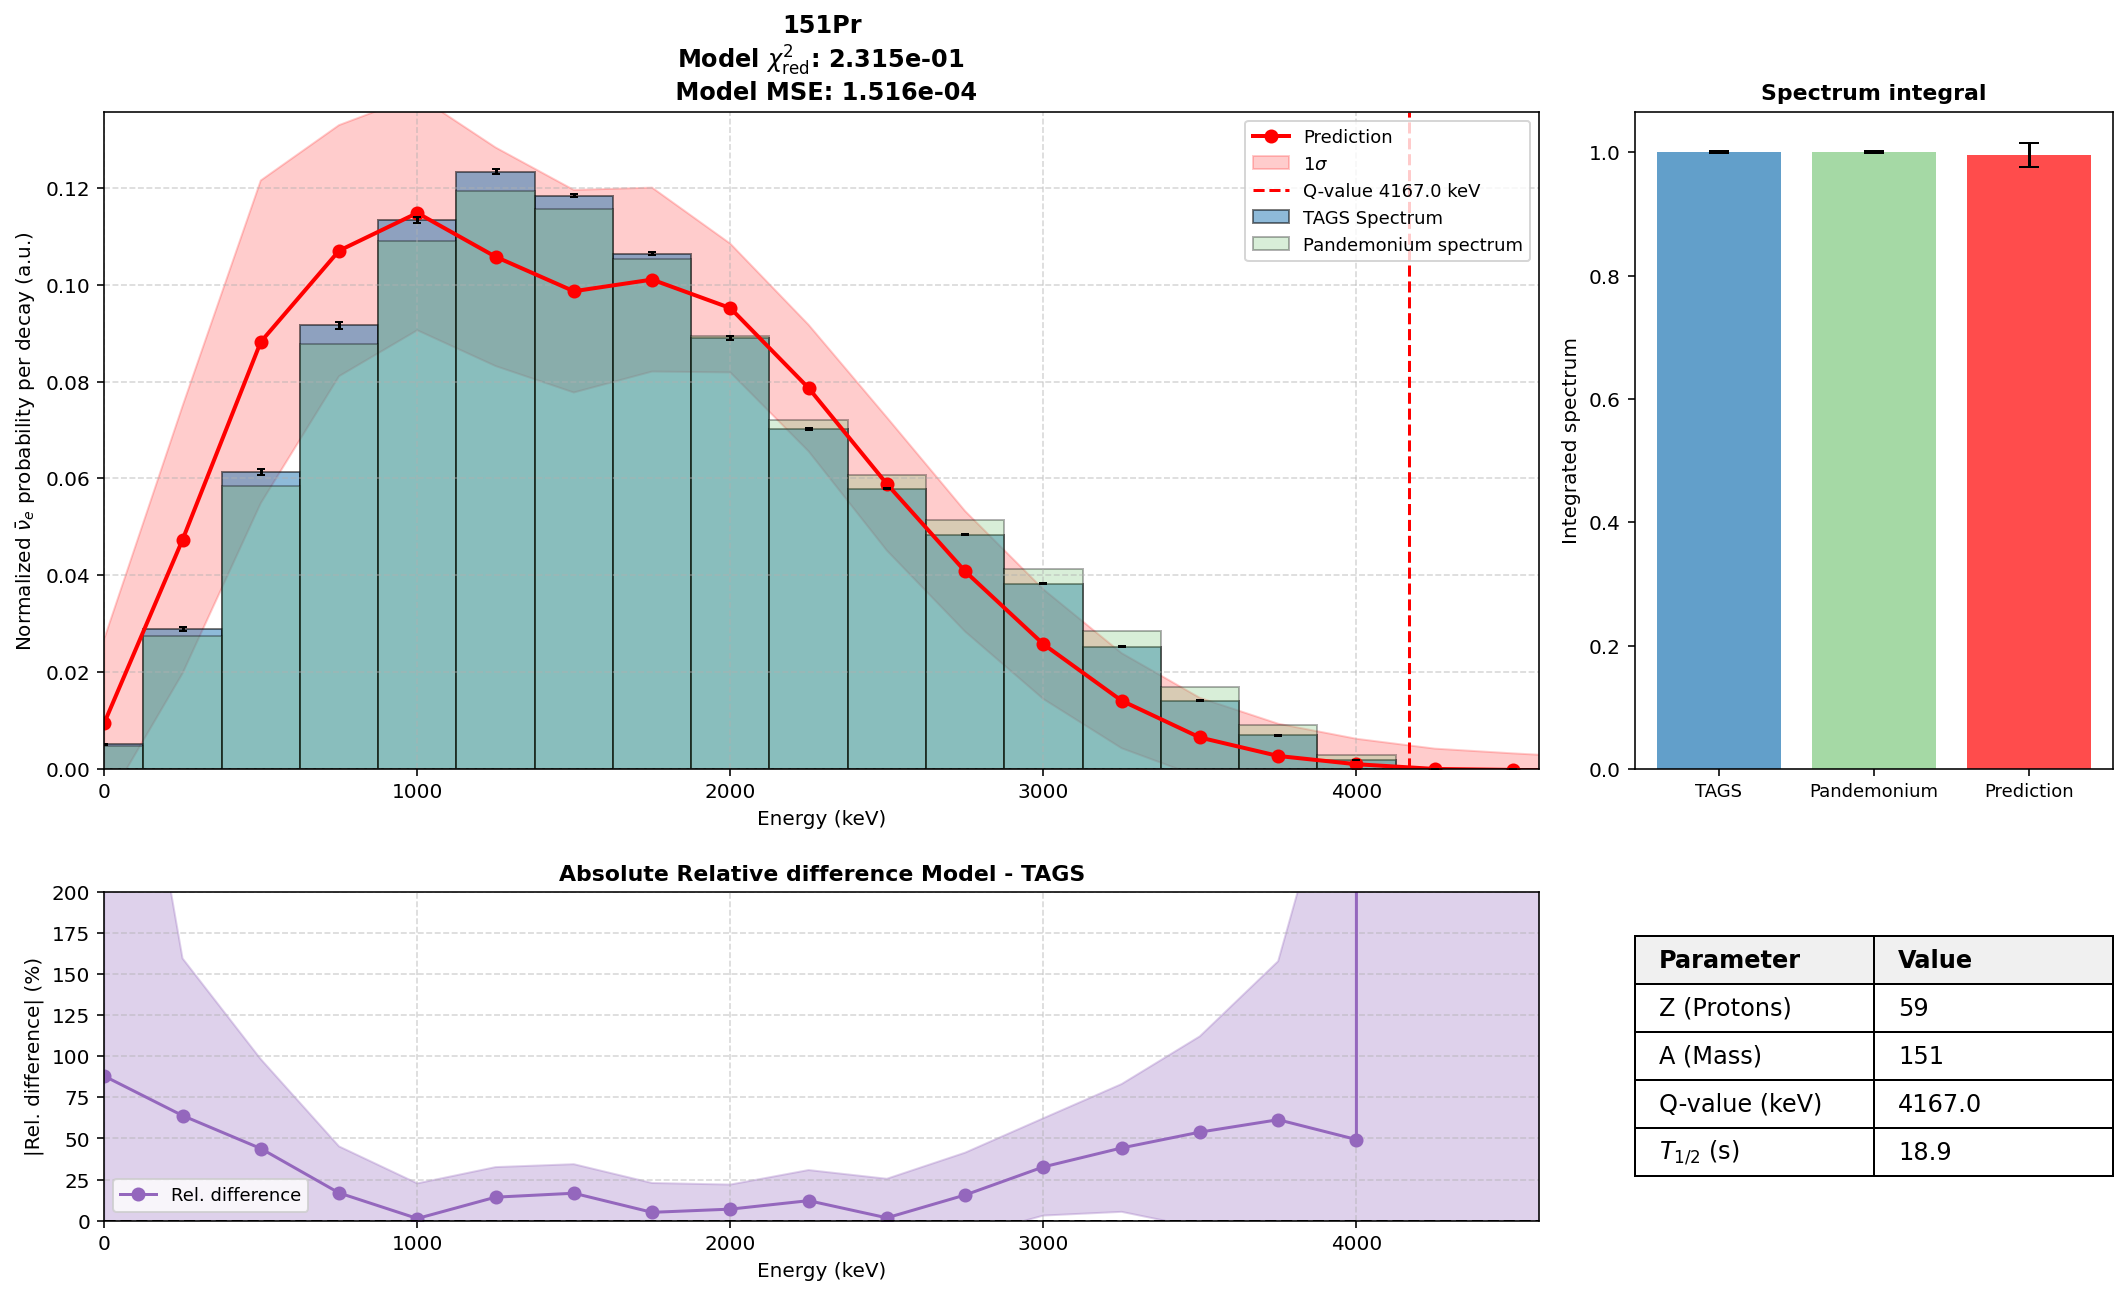 151Pr
Model χ²red: 2.315e-01
Model MSE: 1.516e-04
Normalized ν̄e probability per decay (a.u.)
0.12
0.10
0.08
0.06
0.04
0.02
0.00
0 1000 2000 3000 4000
Energy (keV)
Prediction
1σ
Q-value 4167.0 keV
TAGS Spectrum
Pandemonium spectrum
Spectrum integral
Integrated spectrum
1.0
0.8
0.6
0.4
0.2
0.0
TAGS Pandemonium Prediction
Absolute Relative difference Model - TAGS
|Rel. difference| (%)
200
175
150
125
100
75
50
25
0
Rel. difference
0 1000 2000 3000 4000
Energy (keV)
Parameter Value
Z (Protons) 59
A (Mass) 151
Q-value (keV) 4167.0
T1/2 (s) 18.9